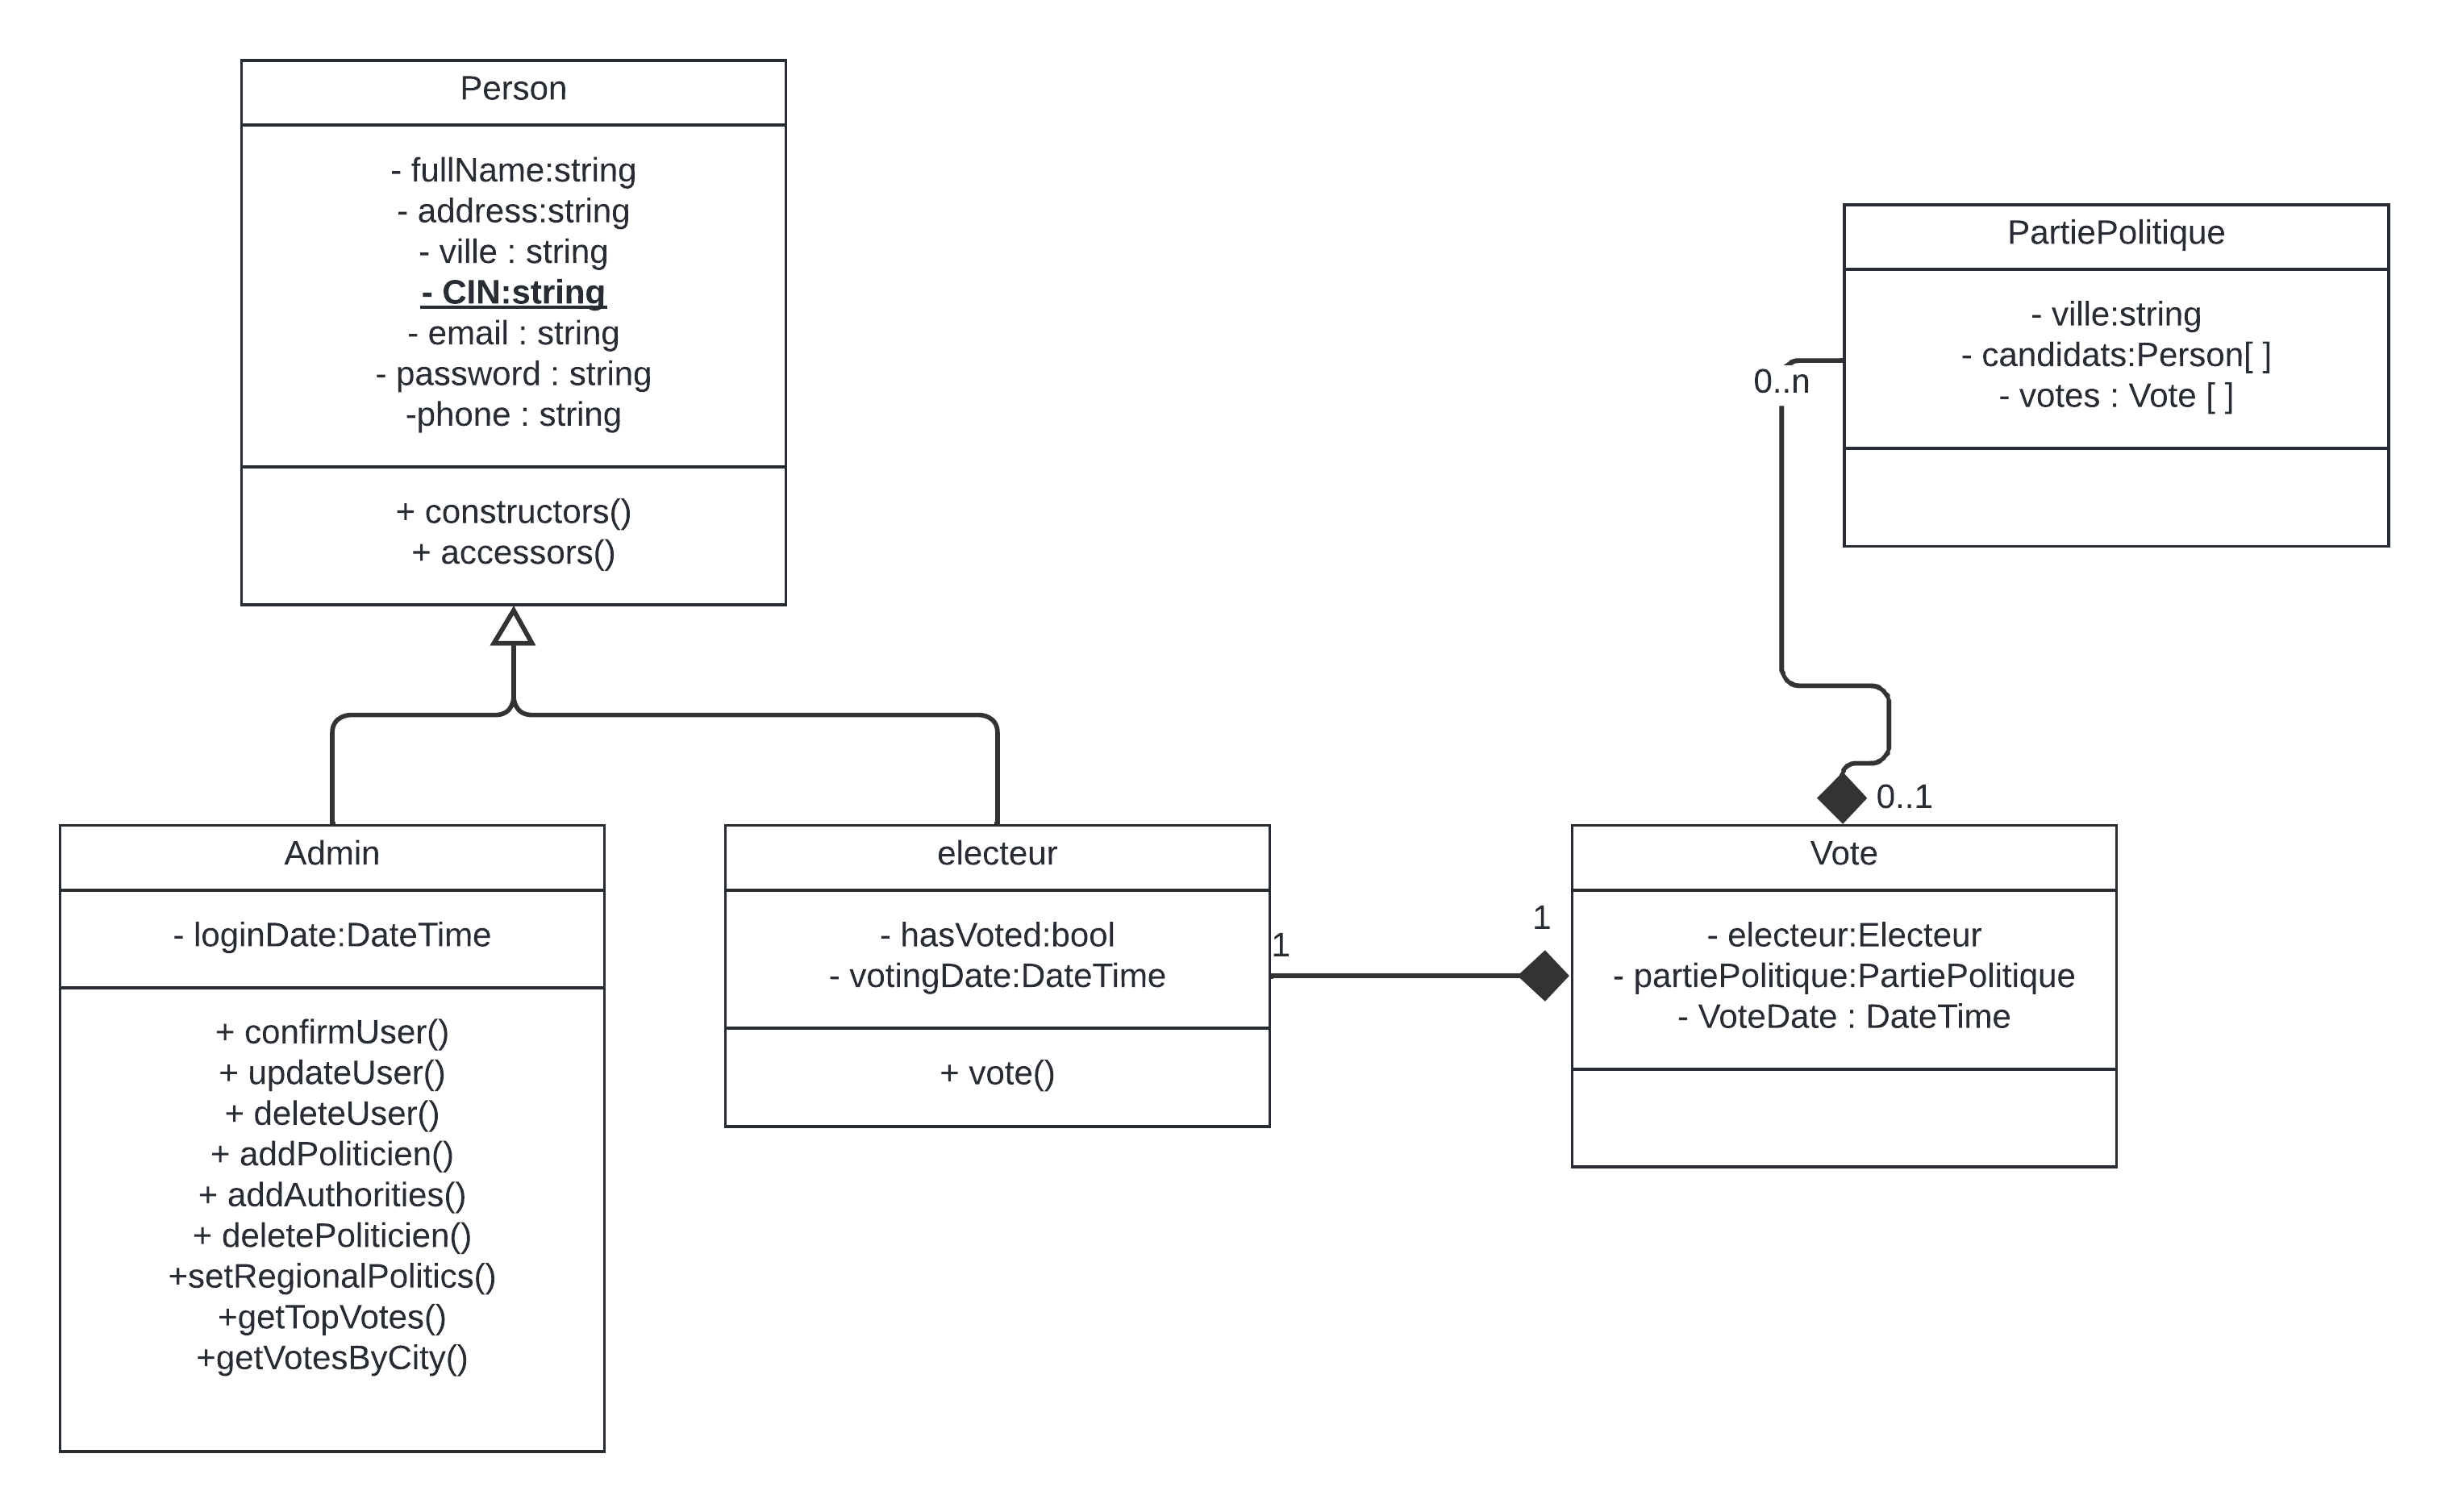 Person
- fullName:string
- address:string
- ville : string
- CIN:string
- email : string
- password : string
-phone : string
+ constructors()
+ accessors()
PartiePolitique
- ville:string
- candidats:Person[ ]
- votes : Vote [ ]
0..n
0..1
Admin
- loginDate:DateTime
+ confirmUser()
+ updateUser()
+ deleteUser()
+ addPoliticien()
+ addAuthorities()
+ deletePoliticien()
+setRegionalPolitics()
+getTopVotes()
+getVotesByCity()
electeur
- hasVoted:bool
- votingDate:DateTime
+ vote()
1
1
Vote
- electeur:Electeur
- partiePolitique:PartiePolitique
- VoteDate : DateTime